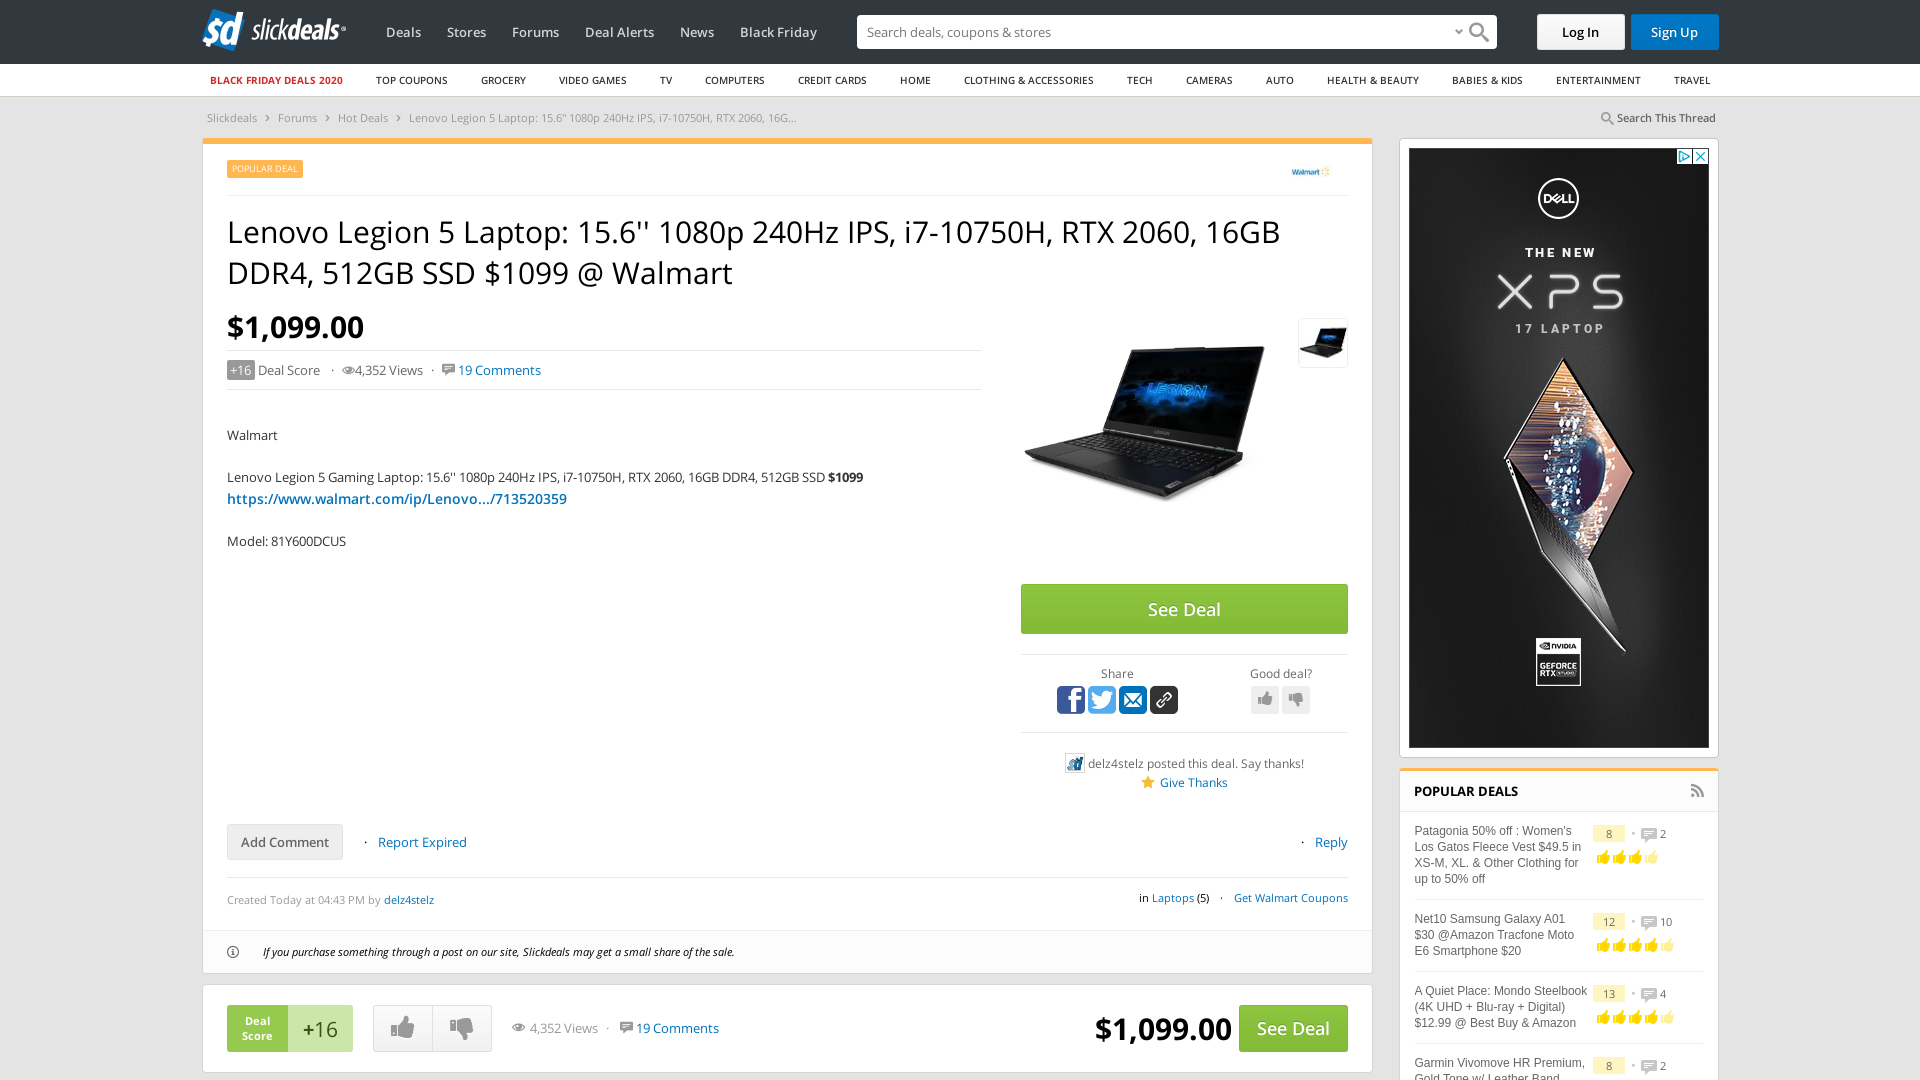 slickdeals
Deals
Stores
Forums
Deal Alerts
News
Black Friday
Search deals, coupons & stores
Log In
Sign Up
BLACK FRIDAY DEALS 2020
TOP COUPONS
GROCERY
VIDEO GAMES
TV
COMPUTERS
CREDIT CARDS
HOME
CLOTHING & ACCESSORIES
TECH
CAMERAS
AUTO
HEALTH & BEAUTY
BABIES & KIDS
ENTERTAINMENT
TRAVEL
Slickdeals › Forums › Hot Deals › Lenovo Legion 5 Laptop: 15.6" 1080p 240Hz IPS, i7-10750H, RTX 2060, 16G...
Search This Thread
POPULAR DEAL
Walmart
Lenovo Legion 5 Laptop: 15.6'' 1080p 240Hz IPS, i7-10750H, RTX 2060, 16GB
DDR4, 512GB SSD $1099 @ Walmart
$1,099.00
+16 Deal Score · 4,352 Views · 19 Comments
Walmart
Lenovo Legion 5 Gaming Laptop: 15.6'' 1080p 240Hz IPS, i7-10750H, RTX 2060, 16GB DDR4, 512GB SSD $1099
https://www.walmart.com/ip/Lenovo.../713520359
Model: 81Y600DCUS
LEGION
See Deal
Share
Good deal?
delz4stelz posted this deal. Say thanks!
Give Thanks
Add Comment · Report Expired
· Reply
Created Today at 04:43 PM by delz4stelz
in Laptops (5) · Get Walmart Coupons
If you purchase something through a post on our site, Slickdeals may get a small share of the sale.
Deal
Score
+16
4,352 Views · 19 Comments
$1,099.00
See Deal
DELL
THE NEW
XPS
17 LAPTOP
NVIDIA
GEFORCE
RTX STUDIO
POPULAR DEALS
Patagonia 50% off : Women's
Los Gatos Fleece Vest $49.5 in
XS-M, XL. & Other Clothing for
up to 50% off
8 • 2
Net10 Samsung Galaxy A01
$30 @Amazon Tracfone Moto
E6 Smartphone $20
12 • 10
A Quiet Place: Mondo Steelbook
(4K UHD + Blu-ray + Digital)
$12.99 @ Best Buy & Amazon
13 • 4
Garmin Vivomove HR Premium,
Gold Tone w/ Leather Band
8 • 2